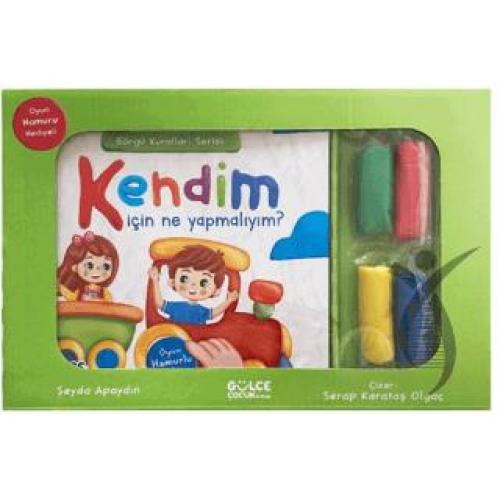 Oyun
Hamuru
Hediyeli
Görgü Kuralları Serisi
Kendim
için ne yapmalıyım?
Oyun
Hamurlu
Şeyda Apaydın
GÜLCE
ÇOCUK
Çizer:
Serap Karataş Olgaç